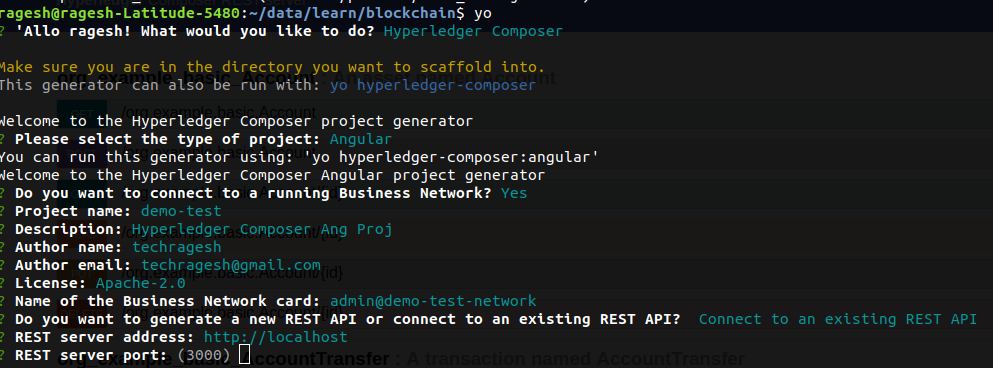 ragesh@ragesh-Latitude-5480:~/data/learn/blockchain$ yo
? 'Allo ragesh! What would you like to do? Hyperledger Composer
Make sure you are in the directory you want to scaffold into.
This generator can also be run with: yo hyperledger-composer
Welcome to the Hyperledger Composer project generator
? Please select the type of project: Angular
You can run this generator using: 'yo hyperledger-composer:angular'
Welcome to the Hyperledger Composer Angular project generator
? Do you want to connect to a running Business Network? Yes
? Project name: demo-test
? Description: Hyperledger Composer Ang Proj
? Author name: techragesh
? Author email: techragesh@gmail.com
? License: Apache-2.0
? Name of the Business Network card: admin@demo-test-network
? Do you want to generate a new REST API or connect to an existing REST API?  Connect to an existing REST API
? REST server address: http://localhost
? REST server port: (3000)
org_example_basic_AccountTransfer : A transaction named AccountTransfer